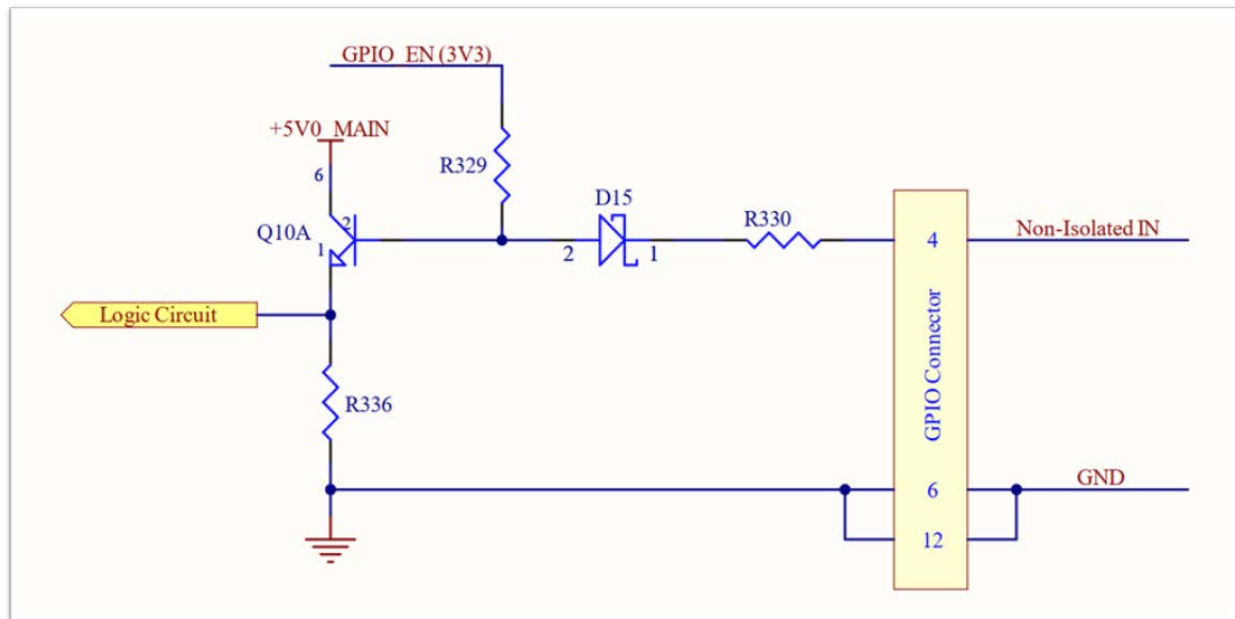 GPIO_EN (3V3)
+5V0_MAIN
R329
6
D15
R330
2
Q10A
1
2
1
4
Non-Isolated IN
Logic Circuit
GPIO Connector
R336
6
GND
12